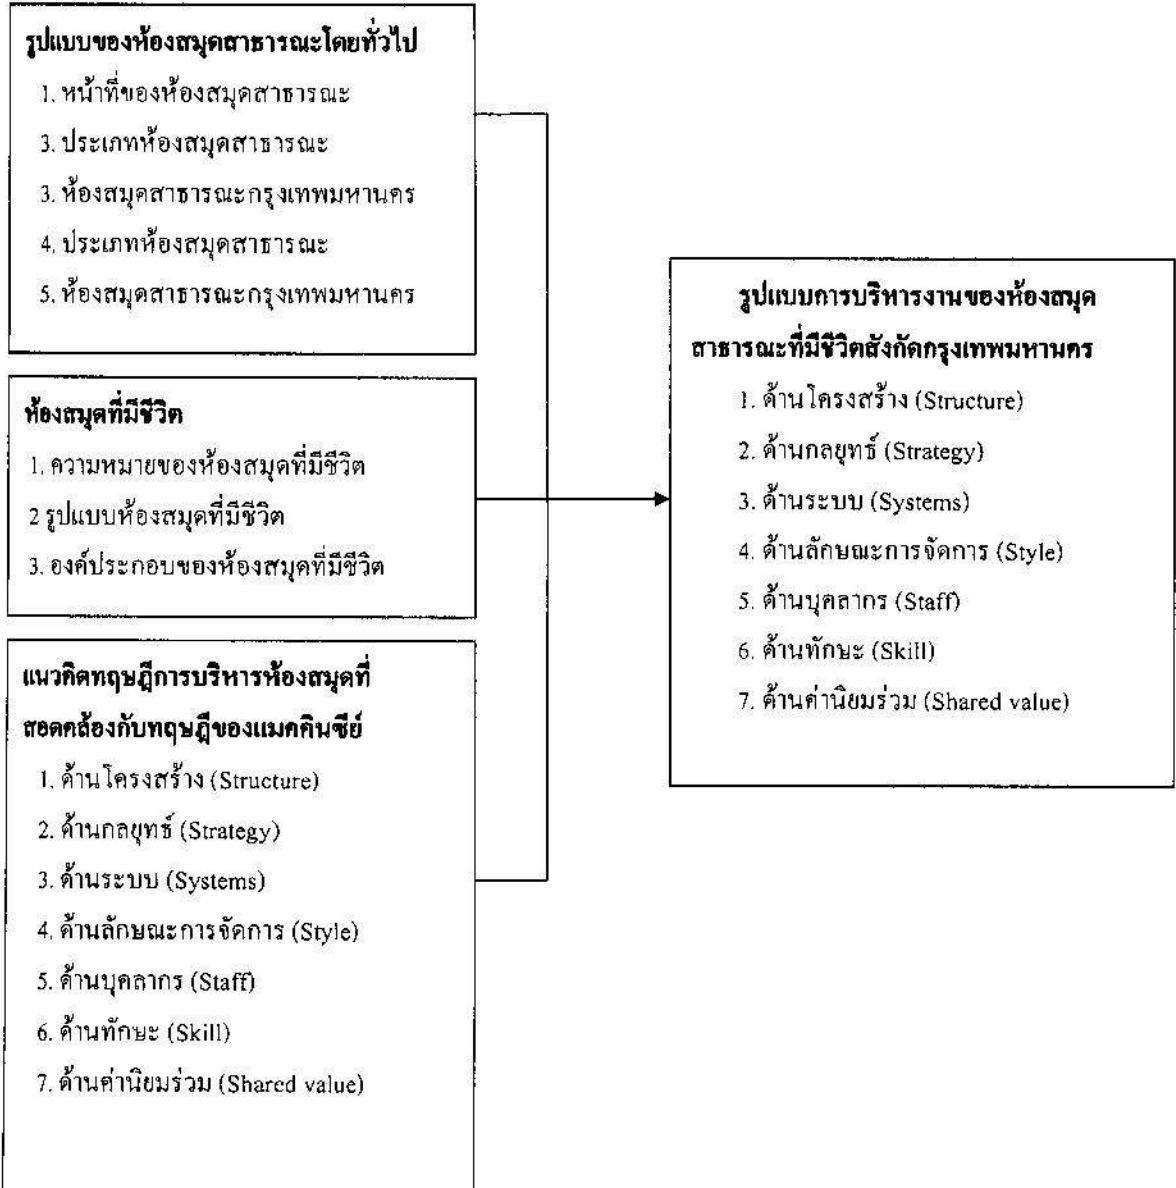 รูปแบบของห้องสมุดสาธารณะโดยทั่วไป
1. หน้าที่ของห้องสมุดสาธารณะ
3. ประเภทห้องสมุดสาธารณะ
3. ห้องสมุดสาธารณะกรุงเทพมหานคร
4. ประเภทห้องสมุดสาธารณะ
5. ห้องสมุดสาธารณะกรุงเทพมหานคร
ห้องสมุดที่มีชีวิต
1. ความหมายของห้องสมุดที่มีชีวิต
2 รูปแบบห้องสมุดที่มีชีวิต
3. องค์ประกอบของห้องสมุดที่มีชีวิต
แนวคิดทฤษฎีการบริหารห้องสมุดที่
สอดคล้องกับทฤษฎีของแมคคินซีย์
1. ด้านโครงสร้าง (Structure)
2. ด้านกลยุทธ์ (Strategy)
3. ด้านระบบ (Systems)
4. ด้านลักษณะการจัดการ (Style)
5. ด้านบุคลากร (Staff)
6. ด้านทักษะ (Skill)
7. ด้านค่านิยมร่วม (Shared value)
รูปแบบการบริหารงานของห้องสมุด
สาธารณะที่มีชีวิตสังกัดกรุงเทพมหานคร
1. ด้านโครงสร้าง (Structure)
2. ด้านกลยุทธ์ (Strategy)
3. ด้านระบบ (Systems)
4. ด้านลักษณะการจัดการ (Style)
5. ด้านบุคลากร (Staff)
6. ด้านทักษะ (Skill)
7. ด้านค่านิยมร่วม (Shared value)